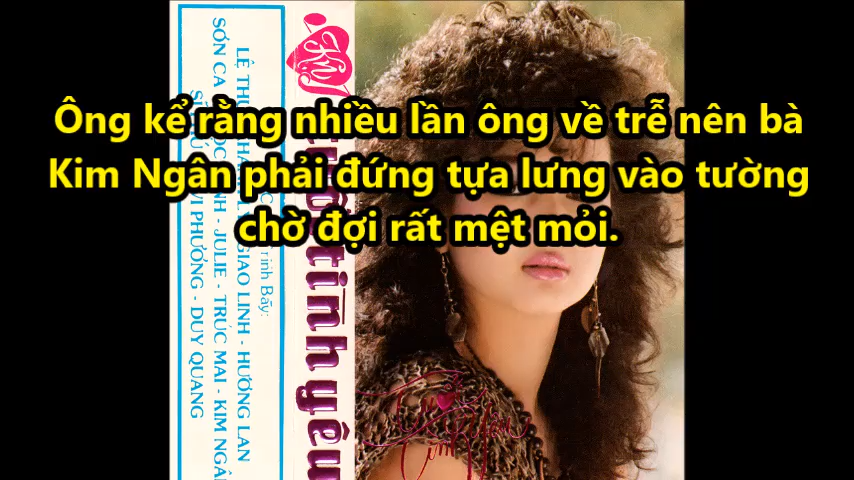 Ông kể rằng nhiều lần ông về trễ nên bà
Kim Ngân phải đứng tựa lưng vào tường
chờ đợi rất mệt mỏi.
tình yêu
Trình Bầy:
LỆ THU
GIAO LINH - HƯƠNG LAN
SƠN CA
JULIE - TRÚC MAI - KIM NGÂN
VI PHƯỢNG - DUY QUANG